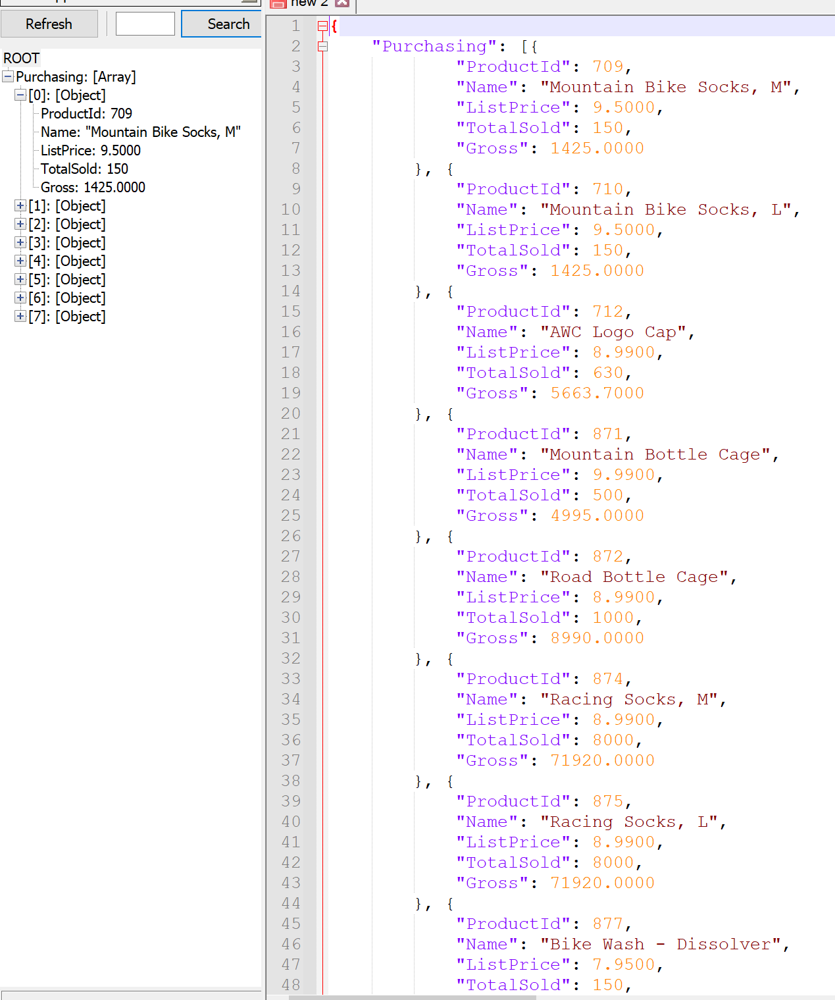 new 2
Refresh
Search
ROOT
Purchasing: [Array]
[0]: [Object]
ProductId: 709
Name: "Mountain Bike Socks, M"
ListPrice: 9.5000
TotalSold: 150
Gross: 1425.0000
[1]: [Object]
[2]: [Object]
[3]: [Object]
[4]: [Object]
[5]: [Object]
[6]: [Object]
[7]: [Object]
1 {
2 "Purchasing": [{
3 "ProductId": 709,
4 "Name": "Mountain Bike Socks, M",
5 "ListPrice": 9.5000,
6 "TotalSold": 150,
7 "Gross": 1425.0000
8 }, {
9 "ProductId": 710,
10 "Name": "Mountain Bike Socks, L",
11 "ListPrice": 9.5000,
12 "TotalSold": 150,
13 "Gross": 1425.0000
14 }, {
15 "ProductId": 712,
16 "Name": "AWC Logo Cap",
17 "ListPrice": 8.9900,
18 "TotalSold": 630,
19 "Gross": 5663.7000
20 }, {
21 "ProductId": 871,
22 "Name": "Mountain Bottle Cage",
23 "ListPrice": 9.9900,
24 "TotalSold": 500,
25 "Gross": 4995.0000
26 }, {
27 "ProductId": 872,
28 "Name": "Road Bottle Cage",
29 "ListPrice": 8.9900,
30 "TotalSold": 1000,
31 "Gross": 8990.0000
32 }, {
33 "ProductId": 874,
34 "Name": "Racing Socks, M",
35 "ListPrice": 8.9900,
36 "TotalSold": 8000,
37 "Gross": 71920.0000
38 }, {
39 "ProductId": 875,
40 "Name": "Racing Socks, L",
41 "ListPrice": 8.9900,
42 "TotalSold": 8000,
43 "Gross": 71920.0000
44 }, {
45 "ProductId": 877,
46 "Name": "Bike Wash - Dissolver",
47 "ListPrice": 7.9500,
48 "TotalSold": 150,